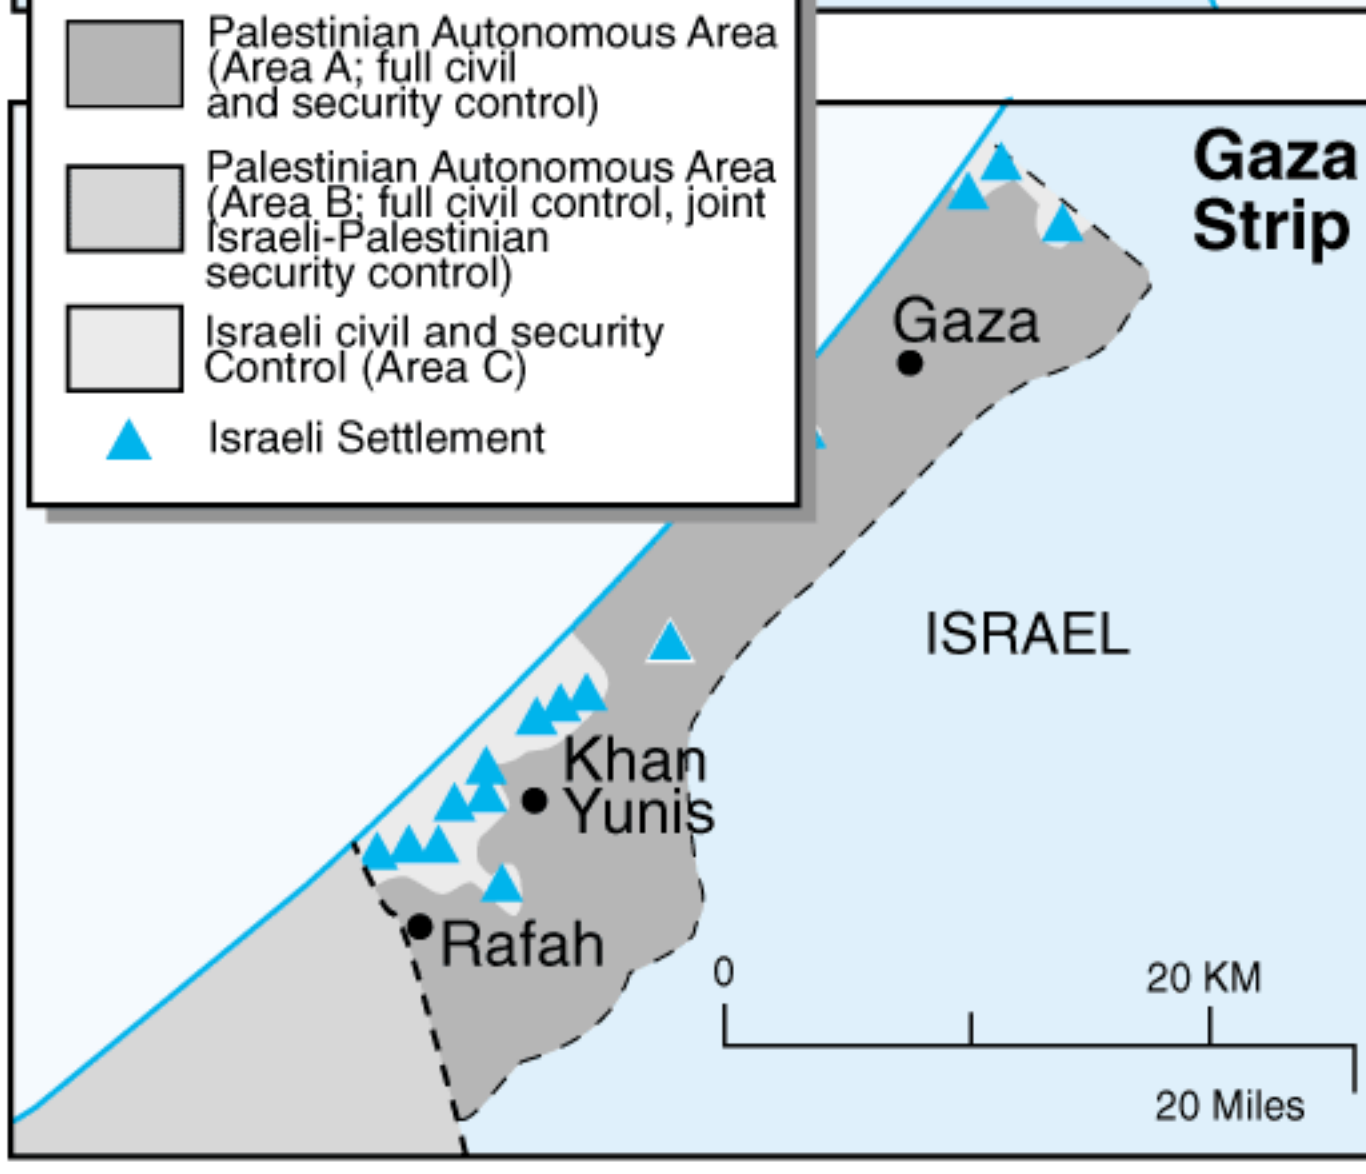 Palestinian Autonomous Area
(Area A; full civil
and security control)
Palestinian Autonomous Area
(Area B; full civil control, joint
Israeli-Palestinian
security control)
Israeli civil and security
Control (Area C)
Israeli Settlement
Gaza
Strip
Gaza
ISRAEL
Khan
Yunis
Rafah
0
20 KM
20 Miles